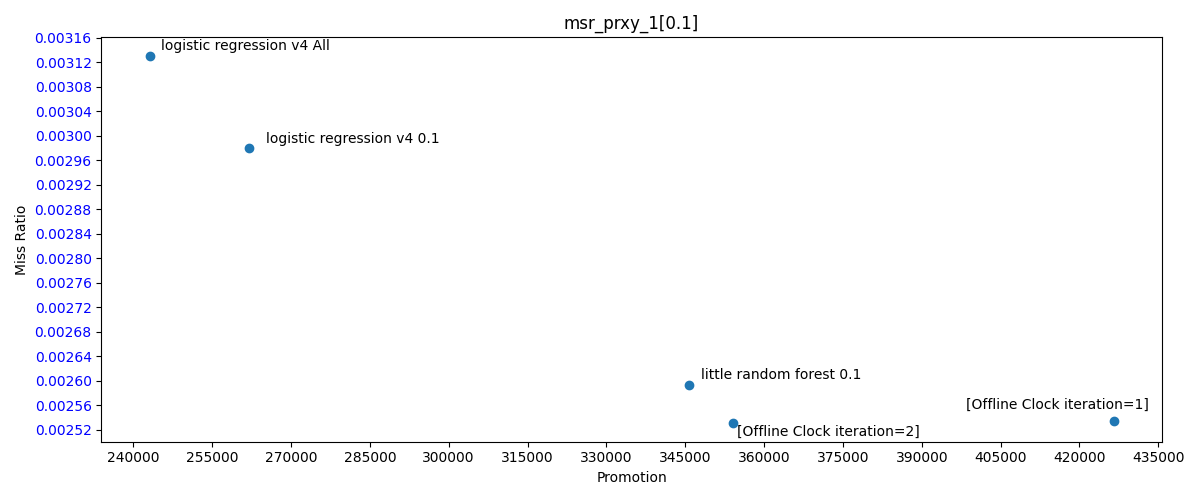 msr_prxy_1[0.1]
0.00316
0.00312
0.00308
0.00304
0.00300
0.00296
0.00292
0.00288
0.00284
0.00280
0.00276
0.00272
0.00268
0.00264
0.00260
0.00256
0.00252
Miss Ratio
logistic regression v4 All
logistic regression v4 0.1
little random forest 0.1
[Offline Clock iteration=1]
[Offline Clock iteration=2]
240000 255000 270000 285000 300000 315000 330000 345000 360000 375000 390000 405000 420000 435000
Promotion